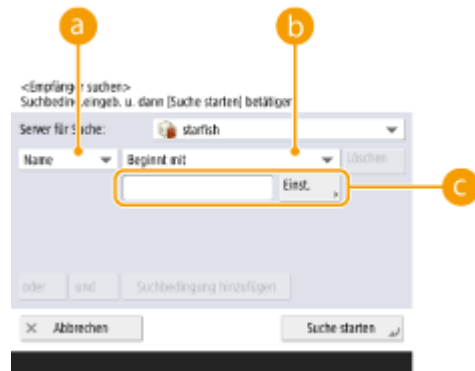 a
b
<Empfänger suchen>
Suchbedin. eingeb. u. dann [Suche starten] betätigen
Server für Suche: starfish
Name Beginnt mit Löschen
Einst.
c
oder und Suchbedingung hinzufügen
× Abbrechen Suche starten